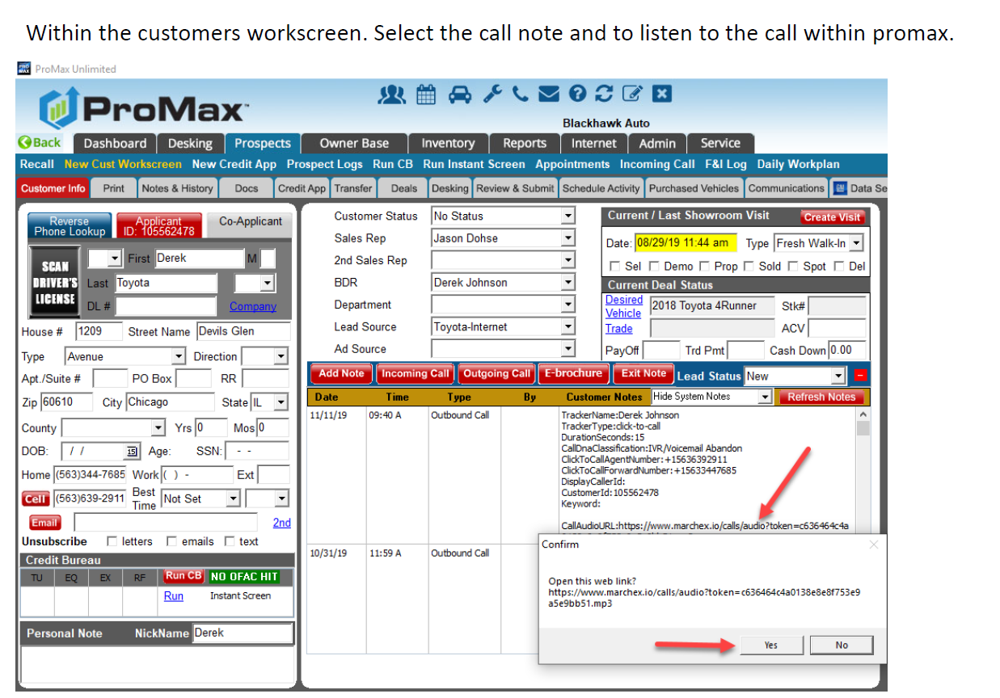 Within the customers workscreen. Select the call note and to listen to the call within promax.
PRO MAX ProMax Unlimited
ProMax
Blackhawk Auto
Back Dashboard Desking Prospects Owner Base Inventory Reports Internet Admin Service
Recall New Cust Workscreen New Credit App Prospect Logs Run CB Run Instant Screen Appointments Incoming Call F&I Log Daily Workplan
Customer Info Print Notes & History Docs Credit App Transfer Deals Desking Review & Submit Schedule Activity Purchased Vehicles Communications GM Data Se
Reverse Phone Lookup
Applicant ID: 105562478
Co-Applicant
SCAN DRIVER'S LICENSE
First Derek M
Last Toyota
DL # Company
House # 1209 Street Name Devils Glen
Type Avenue Direction
Apt./Suite # PO Box RR
Zip 60610 City Chicago State IL
County Yrs 0 Mos 0
DOB: / / 15 Age: SSN: - -
Home (563)344-7685 Work ( ) - Ext
Cell (563)639-2911 Best Time Not Set
Email 2nd
Unsubscribe letters emails text
Credit Bureau
TU EQ EX RF Run CB NO OFAC HIT
Run Instant Screen
Personal Note NickName Derek
Customer Status No Status
Sales Rep Jason Dohse
2nd Sales Rep
BDR Derek Johnson
Department
Lead Source Toyota-Internet
Ad Source
Current / Last Showroom Visit Create Visit
Date: 08/29/19 11:44 am Type Fresh Walk-In
Sel Demo Prop Sold Spot Del
Current Deal Status
Desired Vehicle 2018 Toyota 4Runner Stk#
Trade ACV
PayOff Trd Pmt Cash Down 0.00
Add Note Incoming Call Outgoing Call E-brochure Exit Note Lead Status New
Date Time Type By Customer Notes Hide System Notes Refresh Notes
11/11/19 09:40 A Outbound Call TrackerName:Derek Johnson
TrackerType:click-to-call
DurationSeconds:15
CallDnaClassification:IVR/Voicemail Abandon
ClickToCallAgentNumber:+15636392911
ClickToCallForwardNumber:+15633447685
DisplayCallerId:
CustomerId:105562478
Keyword:
CallAudioURL:https://www.marchex.io/calls/audio?token=c636464c4a
10/31/19 11:59 A Outbound Call
Confirm
Open this web link?
https://www.marchex.io/calls/audio?token=c636464c4a0138e8e8f753e9
a5e9bb51.mp3
Yes No